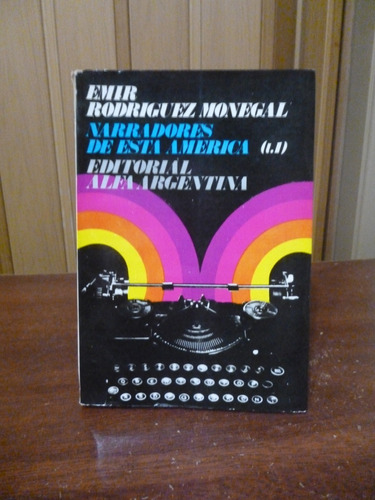 EMIR
RODRIGUEZ MONEGAL
NARRADORES
DE ESTA AMERICA (t.I)
EDITORIAL
ALFA ARGENTINA